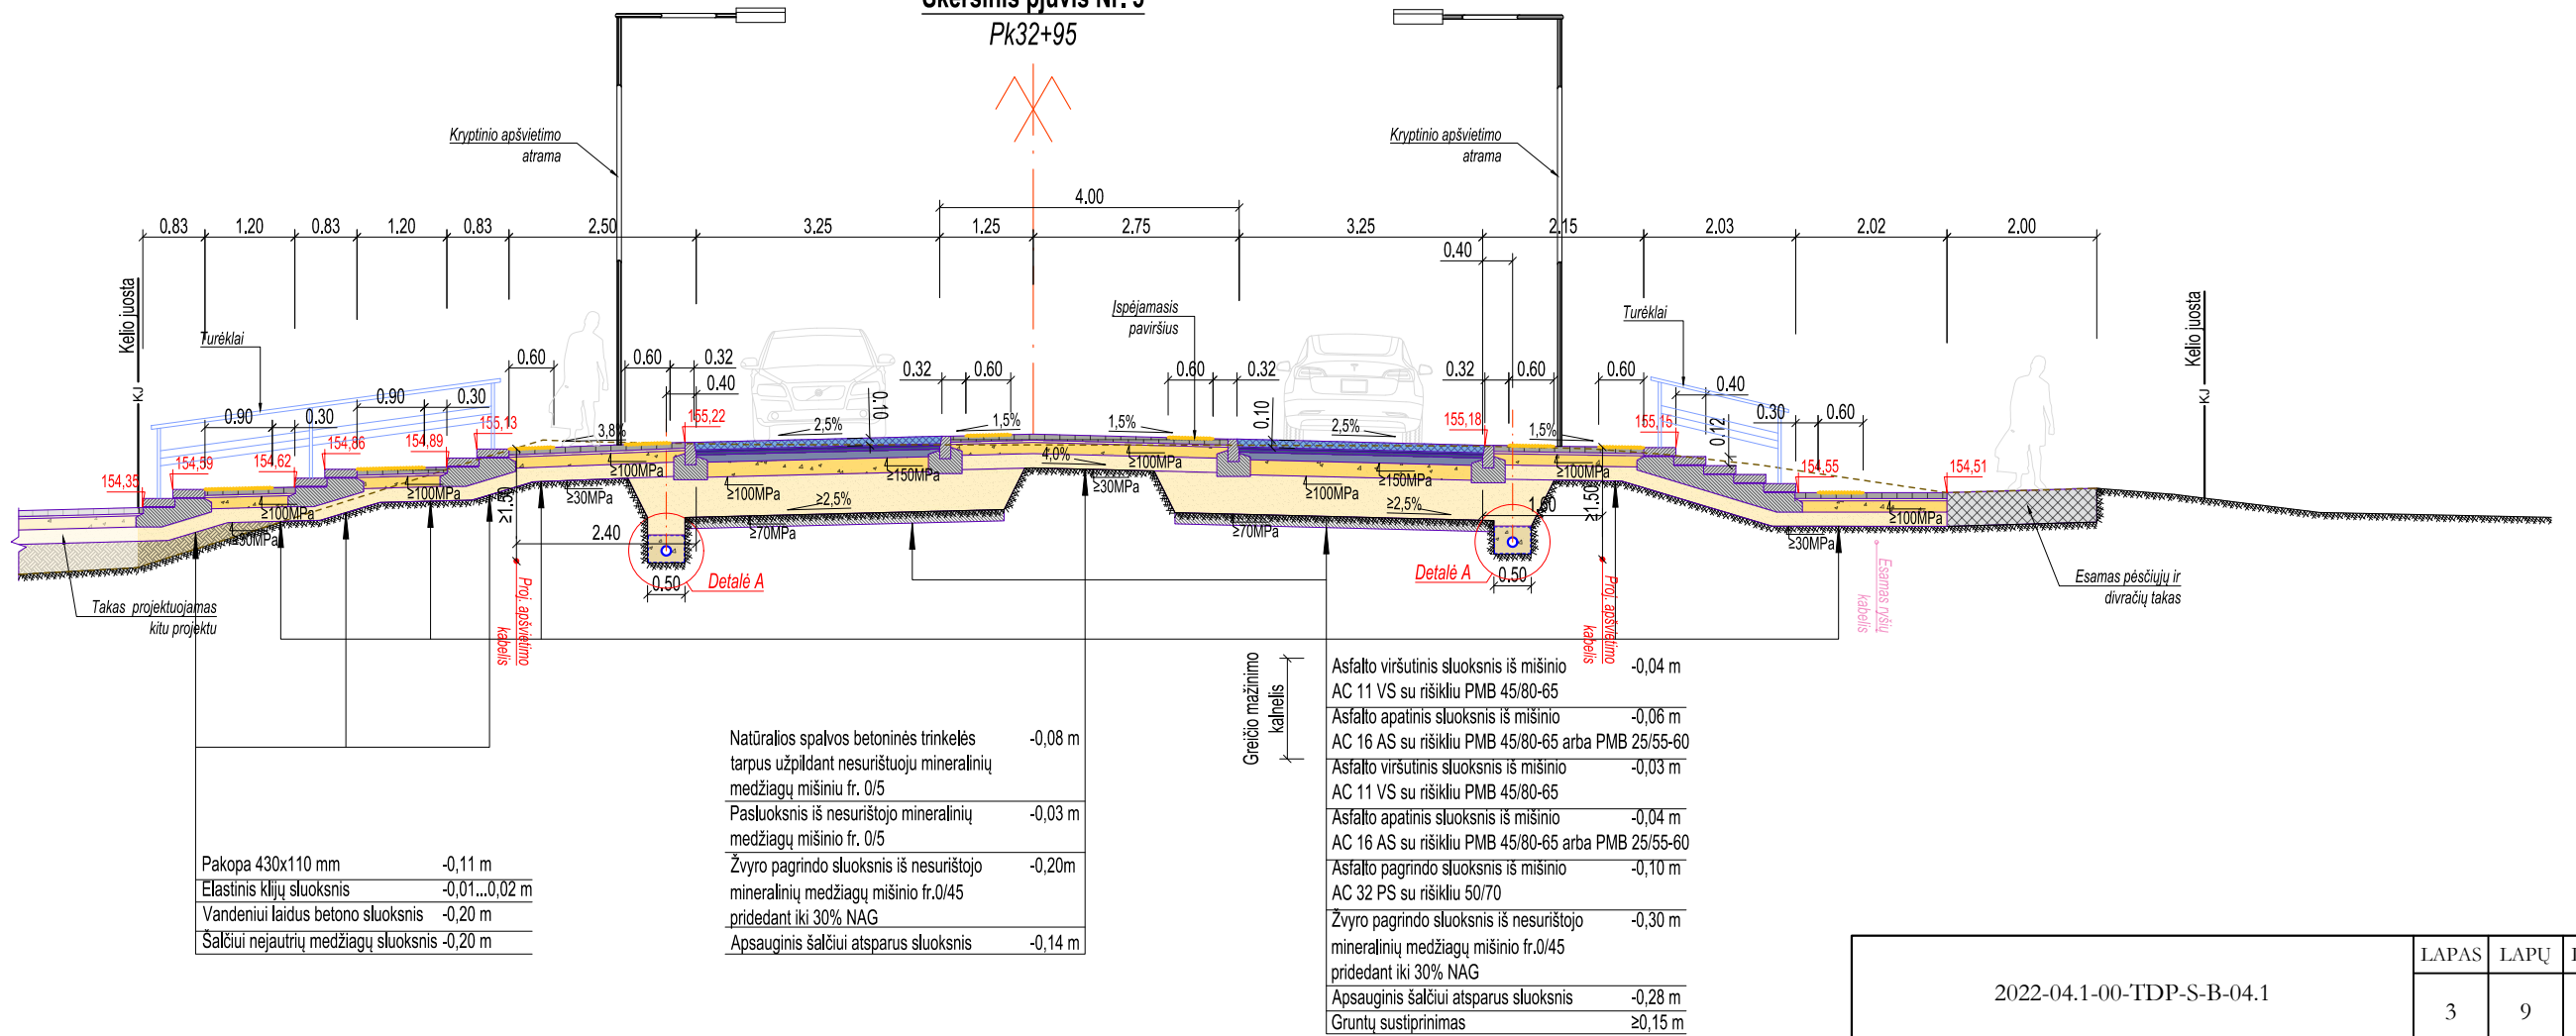 Skersinis pjūvis Nr. 5
Pk32+95
Kryptinio apšvietimo
atrama
Kryptinio apšvietimo
atrama
4.00
0.83 1.20 0.83 1.20 0.83 2.50 3.25 1.25 2.75 3.25 2.15 2.03 2.02 2.00
0.40
Kelio juosta
KJ
Turėklai
Įspėjamasis
paviršius
Turėklai
Kelio juosta
KJ
0.60 0.60 0.32
0.40
0.32 0.60
0.60 0.32
0.32 0.60 0.60
0.40
0.90 0.30 0.90 0.30
0.30 0.60
0.10
0.10
0.12
154,35 154,59 154,62 154,86 154,89 155,13 155,22 155,18 155,15 154,55 154,51
3,8% 2,5% 1,5% 1,5% 2,5% 1,5%
4,0%
≥2,5% ≥2,5%
≥100MPa ≥100MPa ≥100MPa ≥100MPa ≥150MPa ≥100MPa ≥100MPa ≥150MPa ≥100MPa ≥100MPa
≥30MPa ≥30MPa ≥30MPa ≥30MPa
≥70MPa ≥70MPa
≥1.50
≥1.50
2.40
0.50
0.50
Detalė A
Detalė A
Proj. apšvietimo
kabelis
Proj. apšvietimo
kabelis
Esamas ryšių
kabelis
Takas projektuojamas
kitu projektu
Esamas pėsčiųjų ir
divračių takas
Pakopa 430x110 mm -0,11 m
Elastinis klijų sluoksnis -0,01...0,02 m
Vandeniui laidus betono sluoksnis -0,20 m
Šalčiui nejautrių medžiagų sluoksnis -0,20 m
Natūralios spalvos betoninės trinkelės -0,08 m
tarpus užpildant nesurištuoju mineralinių
medžiagų mišiniu fr. 0/5
Pasluoksnis iš nesurištojo mineralinių -0,03 m
medžiagų mišinio fr. 0/5
Žvyro pagrindo sluoksnis iš nesurištojo -0,20m
mineralinių medžiagų mišinio fr.0/45
pridedant iki 30% NAG
Apsauginis šalčiui atsparus sluoksnis -0,14 m
Greičio mažinimo
kalnelis
Asfalto viršutinis sluoksnis iš mišinio -0,04 m
AC 11 VS su rišikliu PMB 45/80-65
Asfalto apatinis sluoksnis iš mišinio -0,06 m
AC 16 AS su rišikliu PMB 45/80-65 arba PMB 25/55-60
Asfalto viršutinis sluoksnis iš mišinio -0,03 m
AC 11 VS su rišikliu PMB 45/80-65
Asfalto apatinis sluoksnis iš mišinio -0,04 m
AC 16 AS su rišikliu PMB 45/80-65 arba PMB 25/55-60
Asfalto pagrindo sluoksnis iš mišinio -0,10 m
AC 32 PS su rišikliu 50/70
Žvyro pagrindo sluoksnis iš nesurištojo -0,30 m
mineralinių medžiagų mišinio fr.0/45
pridedant iki 30% NAG
Apsauginis šalčiui atsparus sluoksnis -0,28 m
Gruntų sustiprinimas ≥0,15 m
2022-04.1-00-TDP-S-B-04.1
LAPAS LAPŲ
3 9